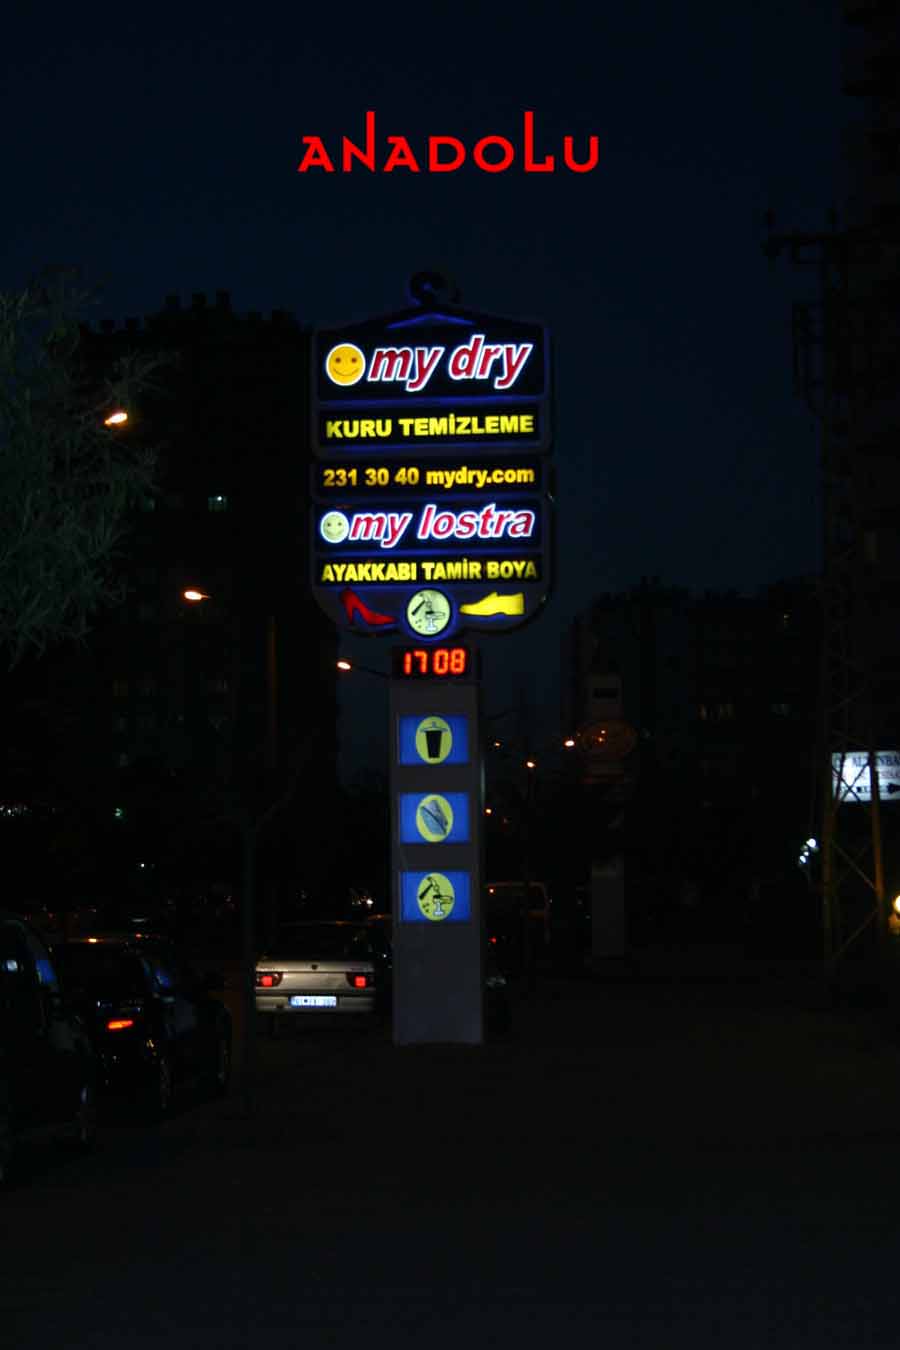 ANADOLU
my dry
KURU TEMİZLEME
231 30 40 mydry.com
my lostra
AYAKKABI TAMİR BOYA
17 08